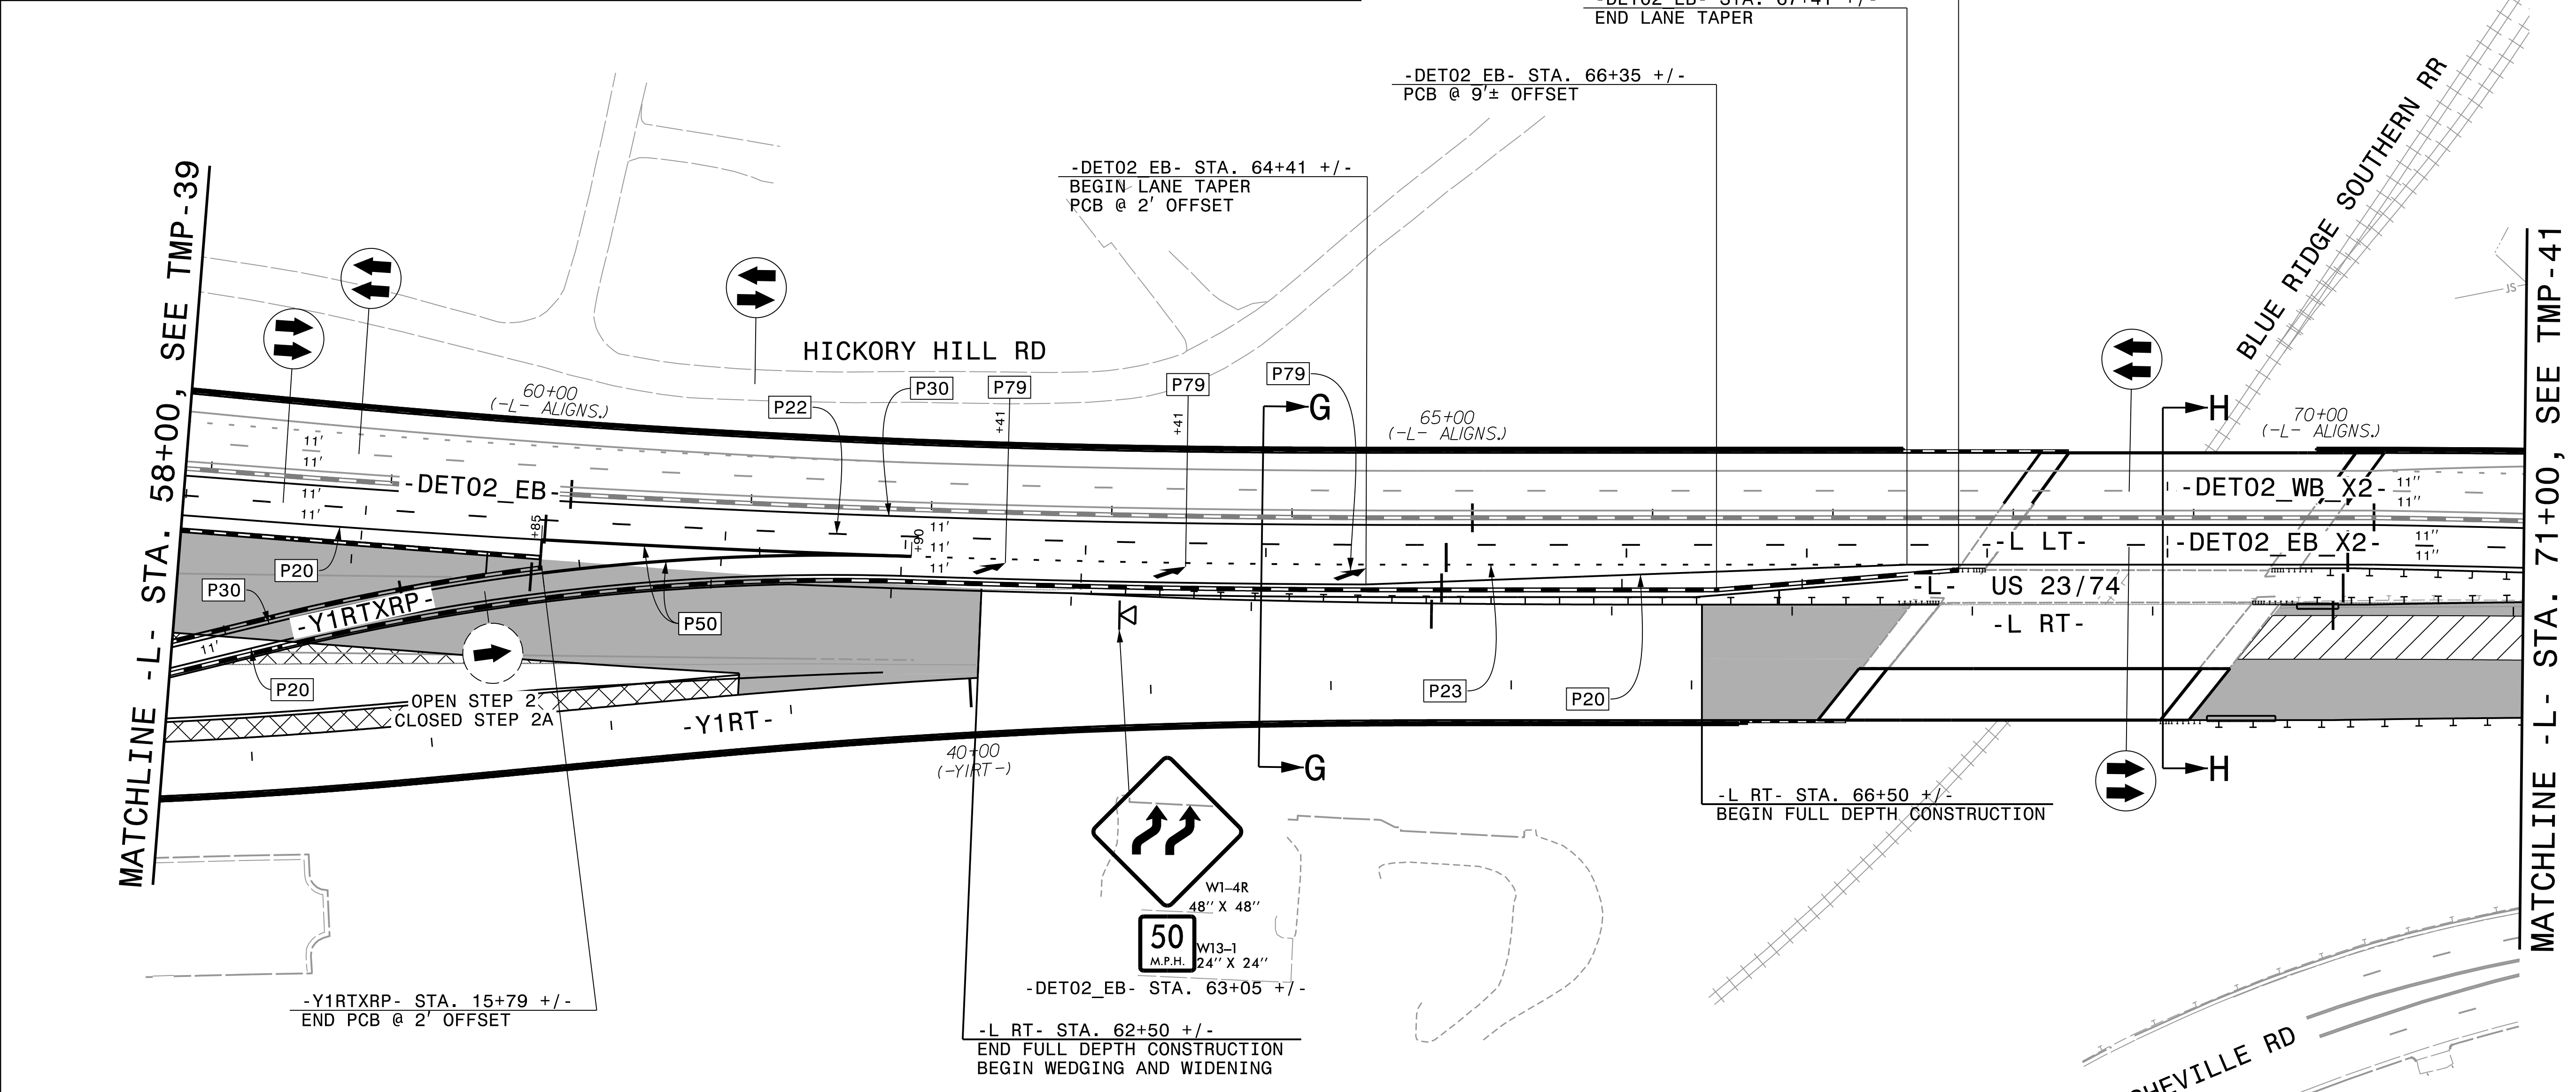 -DET02_EB- STA. 67+41 +/-
END LANE TAPER
-DET02_EB- STA. 66+35 +/-
PCB @ 9'± OFFSET
-DET02_EB- STA. 64+41 +/-
BEGIN LANE TAPER
PCB @ 2' OFFSET
BLUE RIDGE SOUTHERN RR
MATCHLINE -L- STA. 58+00, SEE TMP-39
MATCHLINE -L- STA. 71+00, SEE TMP-41
JS
HICKORY HILL RD
60+00
(-L- ALIGNS.)
P22
P30
P79
P79
P79
+41
+41
G
65+00
(-L- ALIGNS.)
H
70+00
(-L- ALIGNS.)
11'
11'
-DET02_EB-
11'
11'
+85
+90
11'
11'
11'
-DET02_WB_X2-
11''
11''
-L LT-
-DET02_EB_X2-
11''
11''
-L-
US 23/74
-L RT-
P20
P30
-Y1RTXRP-
11'
P50
P20
OPEN STEP 2
CLOSED STEP 2A
-Y1RT-
P23
P20
40+00
(-Y1RT-)
G
H
-L RT- STA. 66+50 +/-
BEGIN FULL DEPTH CONSTRUCTION
W1-4R
48'' X 48''
50
M.P.H.
W13-1
24'' X 24''
-DET02_EB- STA. 63+05 +/-
-Y1RTXRP- STA. 15+79 +/-
END PCB @ 2' OFFSET
-L RT- STA. 62+50 +/-
END FULL DEPTH CONSTRUCTION
BEGIN WEDGING AND WIDENING
HEVILLE RD